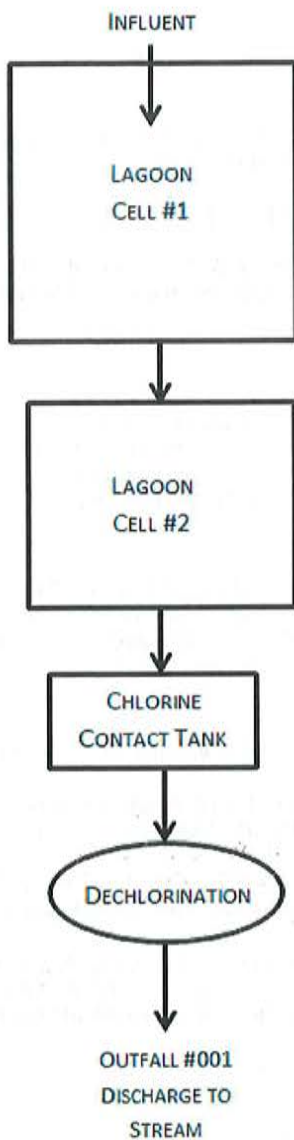 INFLUENT
LAGOON
CELL #1
LAGOON
CELL #2
CHLORINE
CONTACT TANK
DECHLORINATION
OUTFALL #001
DISCHARGE TO
STREAM